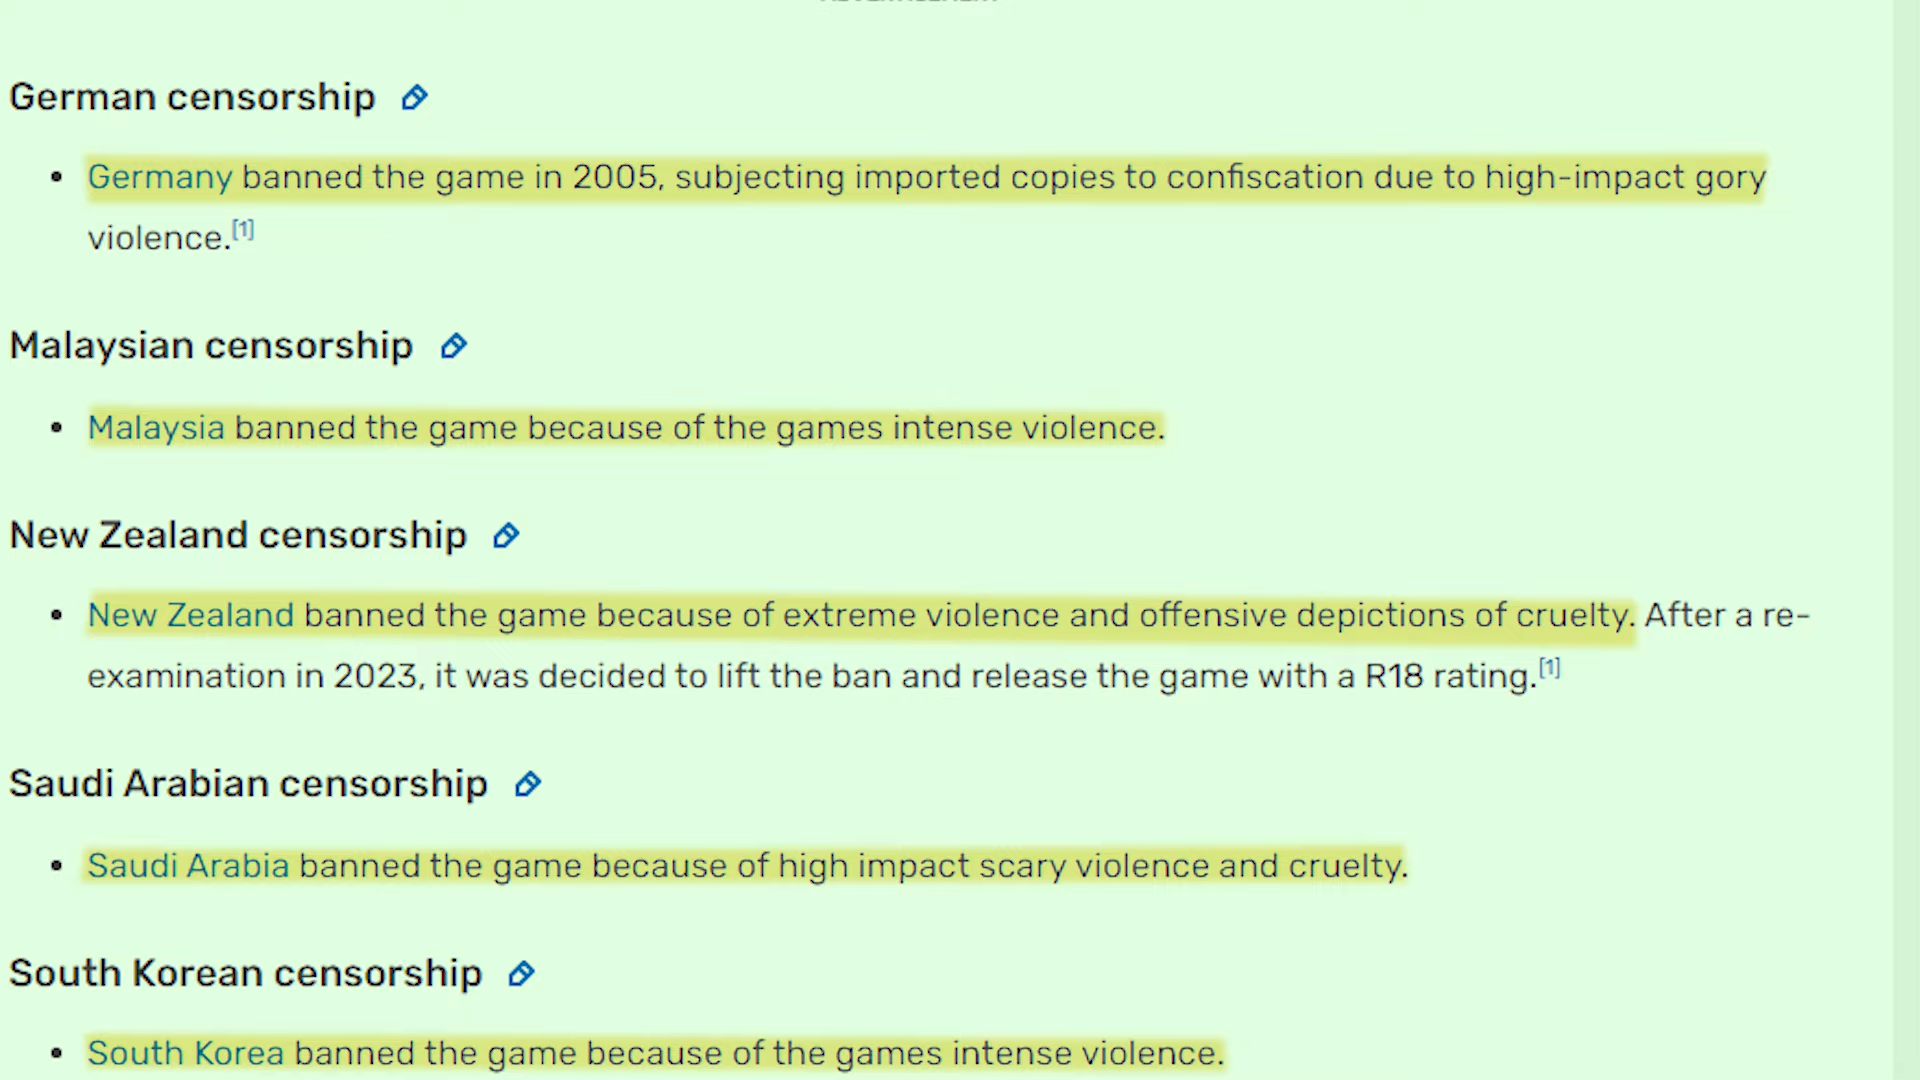 German censorship
Germany banned the game in 2005, subjecting imported copies to confiscation due to high-impact gory
violence.[1]
Malaysian censorship
Malaysia banned the game because of the games intense violence.
New Zealand censorship
New Zealand banned the game because of extreme violence and offensive depictions of cruelty. After a re-
examination in 2023, it was decided to lift the ban and release the game with a R18 rating.[1]
Saudi Arabian censorship
Saudi Arabia banned the game because of high impact scary violence and cruelty.
South Korean censorship
South Korea banned the game because of the games intense violence.